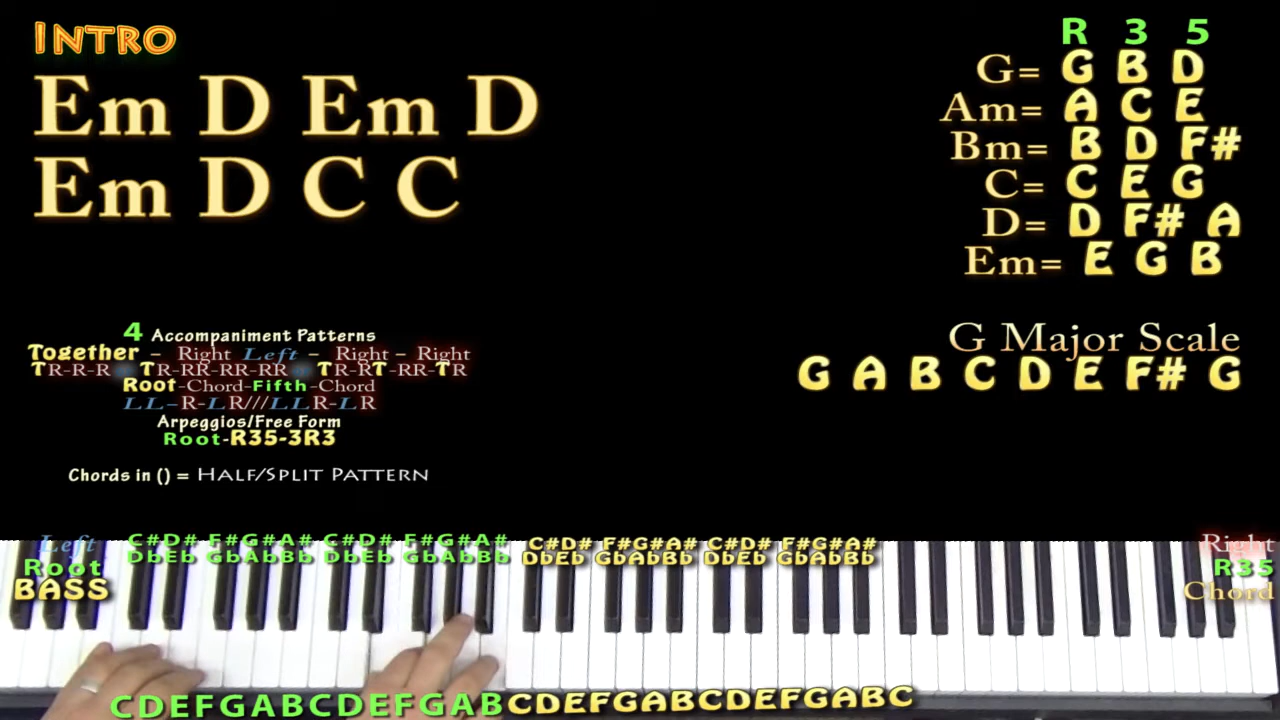 INTRO
Em D Em D
Em D C C
R 3 5
G= G B D
Am= A C E
Bm= B D F#
C= C E G
D= D F# A
Em= E G B
G Major Scale
G A B C D E F# G
4 Accompaniment Patterns
Together - Right Left - Right - Right
TR-R-R TR-RR-RR-RR TR-RT-RR-TR
Root-Chord-Fifth-Chord
LL-R-LR///LLR-LR
Arpeggios/Free Form
Root-R35-3R3
Chords in () = HALF/SPLIT PATTERN
Left
Root
BASS
C#D# F#G#A# C#D# F#G#A# C#D# F#G#A# C#D# F#G#A#
DbEb GbAbBb DbEb GbAbBb DbEb GbAbBb DbEb GbAbBb
Right
R35
Chord
CDEFGABCDEFGABCDEFGABCDEFGABC